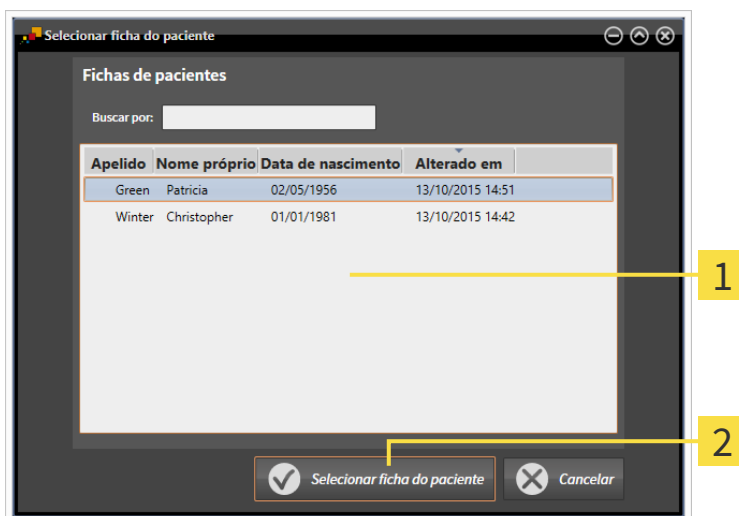 Selecionar ficha do paciente
Fichas de pacientes
Buscar por:
Apelido Nome próprio Data de nascimento Alterado em
Green Patricia 02/05/1956 13/10/2015 14:51
Winter Christopher 01/01/1981 13/10/2015 14:42
1
2
Selecionar ficha do paciente Cancelar